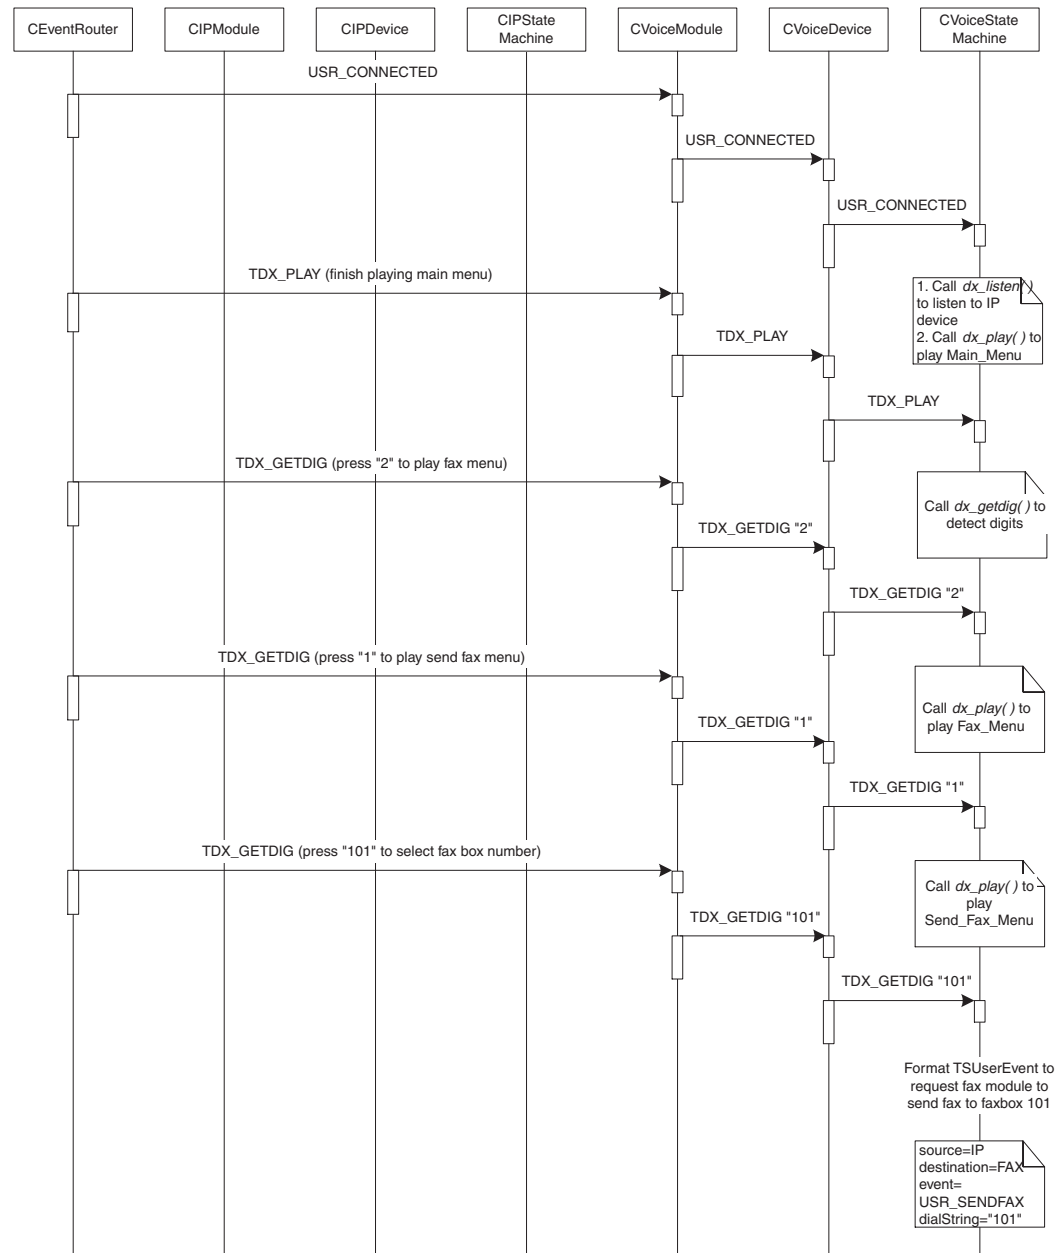 CEventRouter
CIPModule
CIPDevice
CIPState
Machine
CVoiceModule
CVoiceDevice
CVoiceState
Machine
USR_CONNECTED
USR_CONNECTED
USR_CONNECTED
TDX_PLAY (finish playing main menu)
1. Call dx_listen( )
to listen to IP
device
2. Call dx_play( ) to
play Main_Menu
TDX_PLAY
TDX_PLAY
TDX_GETDIG (press "2" to play fax menu)
Call dx_getdig( ) to
detect digits
TDX_GETDIG "2"
TDX_GETDIG "2"
TDX_GETDIG (press "1" to play send fax menu)
Call dx_play( ) to
play Fax_Menu
TDX_GETDIG "1"
TDX_GETDIG "1"
TDX_GETDIG (press "101" to select fax box number)
Call dx_play( ) to
play
Send_Fax_Menu
TDX_GETDIG "101"
TDX_GETDIG "101"
Format TSUserEvent to
request fax module to
send fax to faxbox 101
source=IP
destination=FAX
event=
USR_SENDFAX
dialString="101"